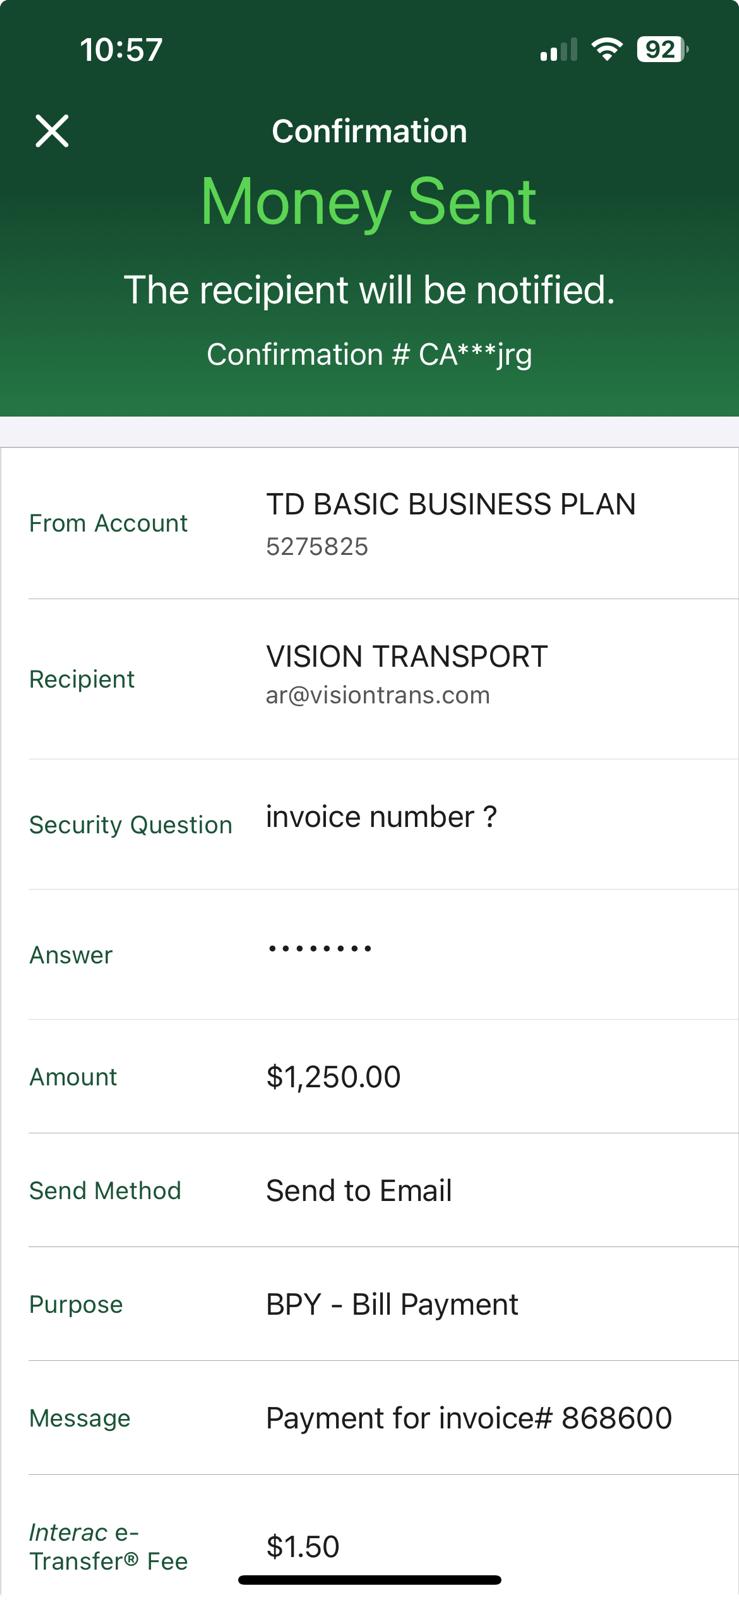 10:57
92
Confirmation
Money Sent
The recipient will be notified.
Confirmation # CA***jrg
From Account
TD BASIC BUSINESS PLAN
5275825
Recipient
VISION TRANSPORT
ar@visiontrans.com
Security Question
invoice number ?
Answer
••••••••
Amount
$1,250.00
Send Method
Send to Email
Purpose
BPY - Bill Payment
Message
Payment for invoice# 868600
Interac e-
Transfer® Fee
$1.50